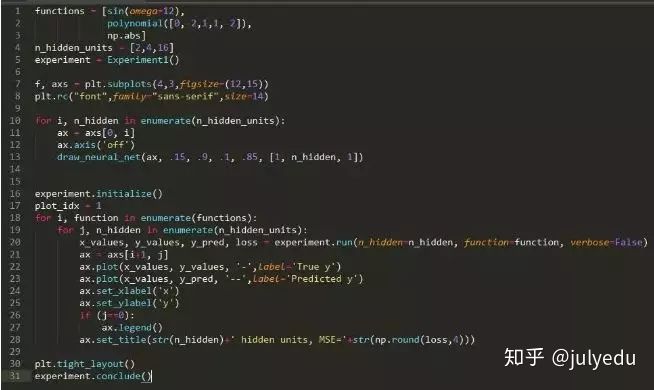 1 functions = [sin(omega=12),
2 polynomial([0,-2,1,1,-2]),
3 np.abs]
4 n_hidden_units = [2,4,16]
5 experiment = Experiment1()
6
7 f, axs = plt.subplots(4,3,figsize=(12,15))
8 plt.rc("font",family="sans-serif",size=14)
9
10 for i, n_hidden in enumerate(n_hidden_units):
11 ax = axs[0, i]
12 ax.axis('off')
13 draw_neural_net(ax, .15, .9, .1, .85, [1, n_hidden, 1])
14
15
16 experiment.initialize()
17 plot_idx = 1
18 for i, function in enumerate(functions):
19 for j, n_hidden in enumerate(n_hidden_units):
20 x_values, y_values, y_pred, loss = experiment.run(n_hidden=n_hidden, function=function, verbose=False)
21 ax = axs[i+1, j]
22 ax.plot(x_values, y_values, '-',label='True y')
23 ax.plot(x_values, y_pred, '--',label='Predicted y')
24 ax.set_xlabel('x')
25 ax.set_ylabel('y')
26 if (j==0):
27 ax.legend()
28 ax.set_title(str(n_hidden)+' hidden units, MSE='+str(np.round(loss,4)))
29
30 plt.tight_layout()
31 experiment.conclude()
知乎 @julyedu